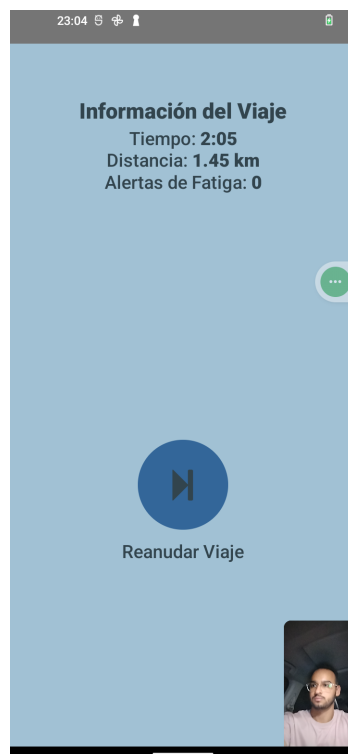 23:04
Información del Viaje
Tiempo: 2:05
Distancia: 1.45 km
Alertas de Fatiga: 0
Reanudar Viaje